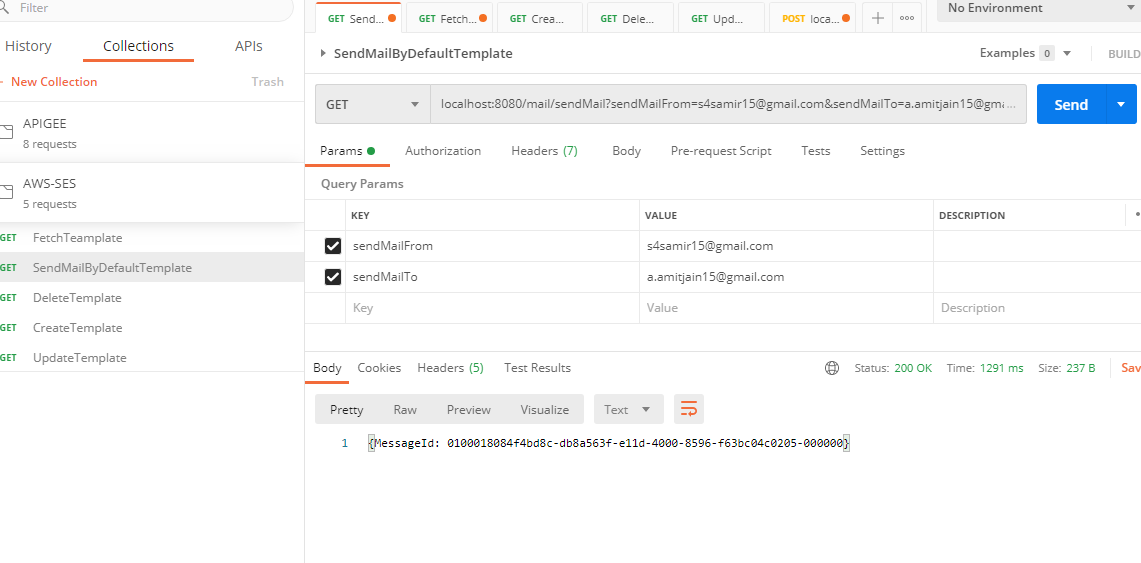 Filter
History Collections APIs
New Collection Trash
APIGEE
8 requests
AWS-SES
5 requests
GET FetchTeamplate
GET SendMailByDefaultTemplate
GET DeleteTemplate
GET CreateTemplate
GET UpdateTemplate
GET Send... GET Fetch... GET Crea... GET Dele... GET Upd... POST loca... No Environment
SendMailByDefaultTemplate Examples 0 BUILD
GET localhost:8080/mail/sendMail?sendMailFrom=s4samir15@gmail.com&sendMailTo=a.amitjain15@gma... Send
Params Authorization Headers (7) Body Pre-request Script Tests Settings
Query Params
KEY VALUE DESCRIPTION
sendMailFrom s4samir15@gmail.com
sendMailTo a.amitjain15@gmail.com
Key Value Description
Body Cookies Headers (5) Test Results Status: 200 OK Time: 1291 ms Size: 237 B Sav
Pretty Raw Preview Visualize Text
1 {MessageId: 0100018084f4bd8c-db8a563f-e11d-4000-8596-f63bc04c0205-000000}